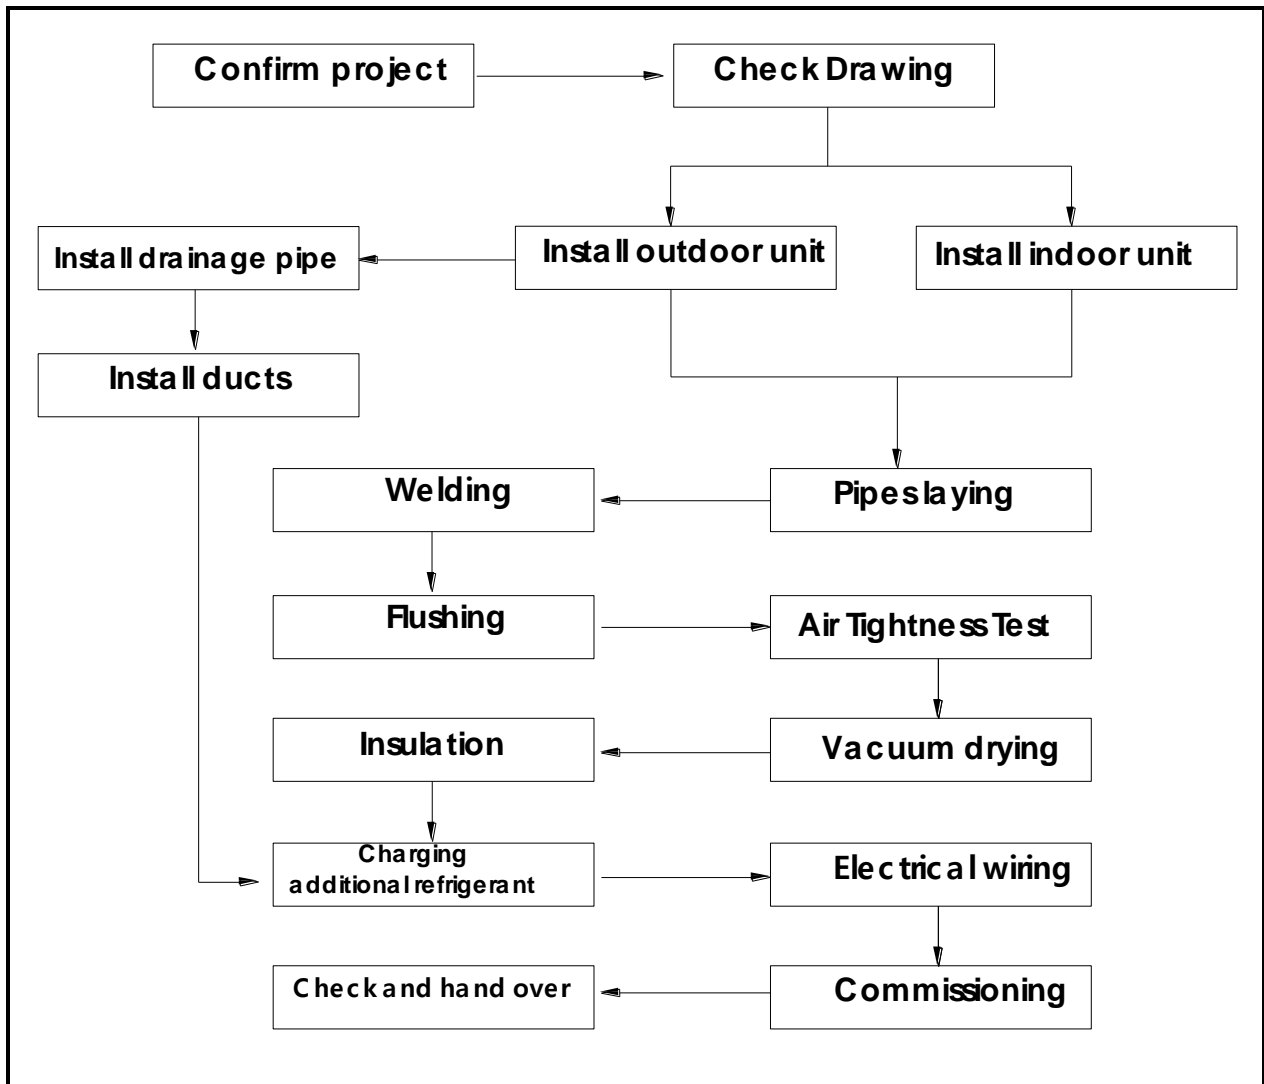 Confirm project
Check Drawing
Install drainage pipe
Install outdoor unit
Install indoor unit
Install ducts
Welding
Pipes laying
Flushing
Air Tightness Test
Insulation
Vacuum drying
Charging
additional refrigerant
Electrical wiring
Check and hand over
Commissioning